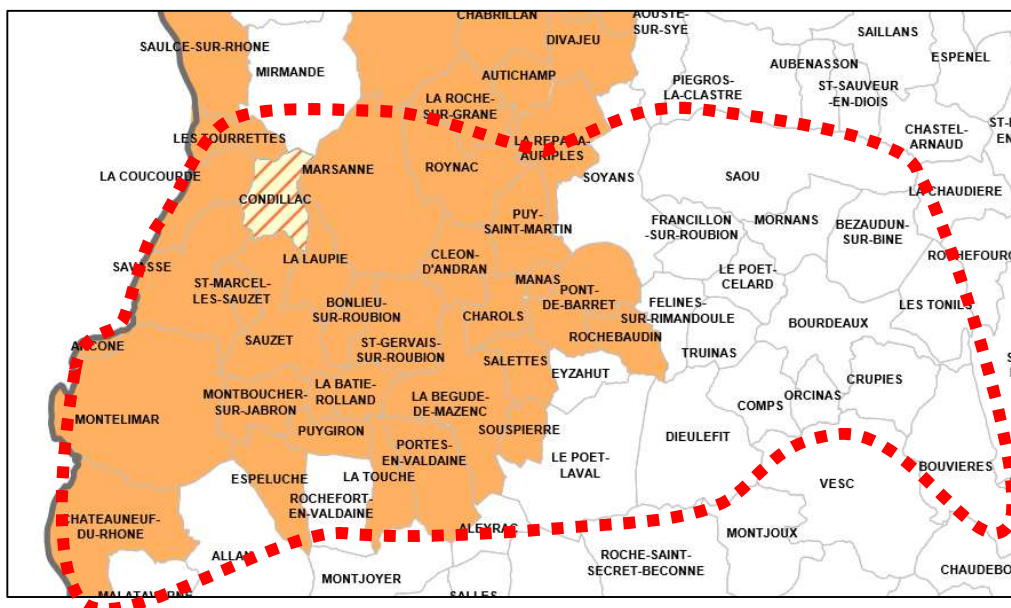 CHABRILLAN
AOUSTE-
SUR-SYE
SAILLANS
DIVAJEU
SAULCE-SUR-RHONE
ESPENEL
AUBENASSON
MIRMANDE
AUTICHAMP
PIEGROS-
LA-CLASTRE
ST-SAUVEUR
-EN-DIOIS
LA ROCHE-
SUR-GRANE
LES TOURRETTES
CHASTEL-
ARNAUD
LA REPARA-
AURIPLES
MARSANNE
ROYNAC
SOYANS
SAOU
LA COUCOURDE
LA CHAUDIERE
CONDILLAC
PUY-
SAINT-MARTIN
FRANCILLON
-SUR-ROUBION
MORNANS
BEZAUDUN-
SUR-BINE
LA LAUPIE
CLEON-
D'ANDRAN
SAVASSE
LE POET-
CELARD
ST-MARCEL-
LES-SAUZET
MANAS
PONT-
DE-BARRET
LES TONILS
BONLIEU-
SUR-ROUBION
FELINES-
SUR-RIMANDOULE
CHAROLS
BOURDEAUX
ROCHEBAUDIN
SAUZET
ST-GERVAIS-
SUR-ROUBION
ANCONE
TRUINAS
SALETTES
EYZAHUT
CRUPIES
LA BATIE-
ROLLAND
MONTBOUCHER-
SUR-JABRON
LA BEGUDE-
DE-MAZENC
ORCINAS
COMPS
MONTELIMAR
PUYGIRON
SOUSPIERRE
DIEULEFIT
PORTES-
EN-VALDAINE
LE POET-
LAVAL
BOUVIERES
ESPELUCHE
LA TOUCHE
VESC
ROCHEFORT-
EN-VALDAINE
CHATEAUNEUF-
DU-RHONE
ALEYRAC
MONTJOUX
ALLAN
ROCHE-SAINT-
SECRET-BECONNE
MONTJOYER
SALLES